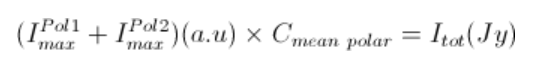 (I_{max}^{Pol1} + I_{max}^{Pol2})(a.u) × C_{mean polar} = I_{tot}(Jy)